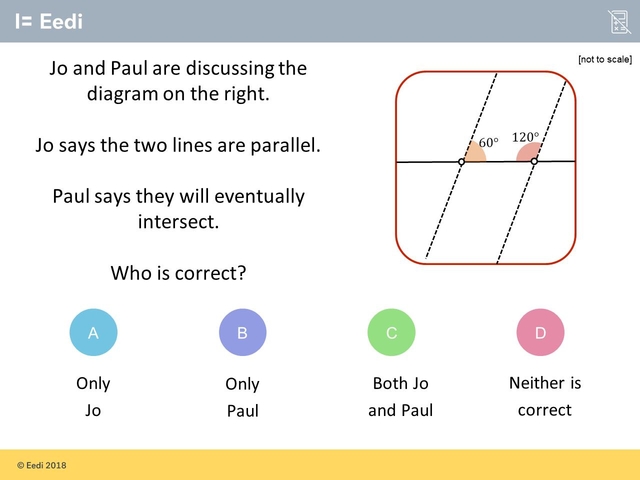 I= Eedi
[not to scale]
Jo and Paul are discussing the
diagram on the right.
Jo says the two lines are parallel.
Paul says they will eventually
intersect.
Who is correct?
60° 120°
A B C D
Only Only Both Jo Neither is
Jo Paul and Paul correct
© Eedi 2018